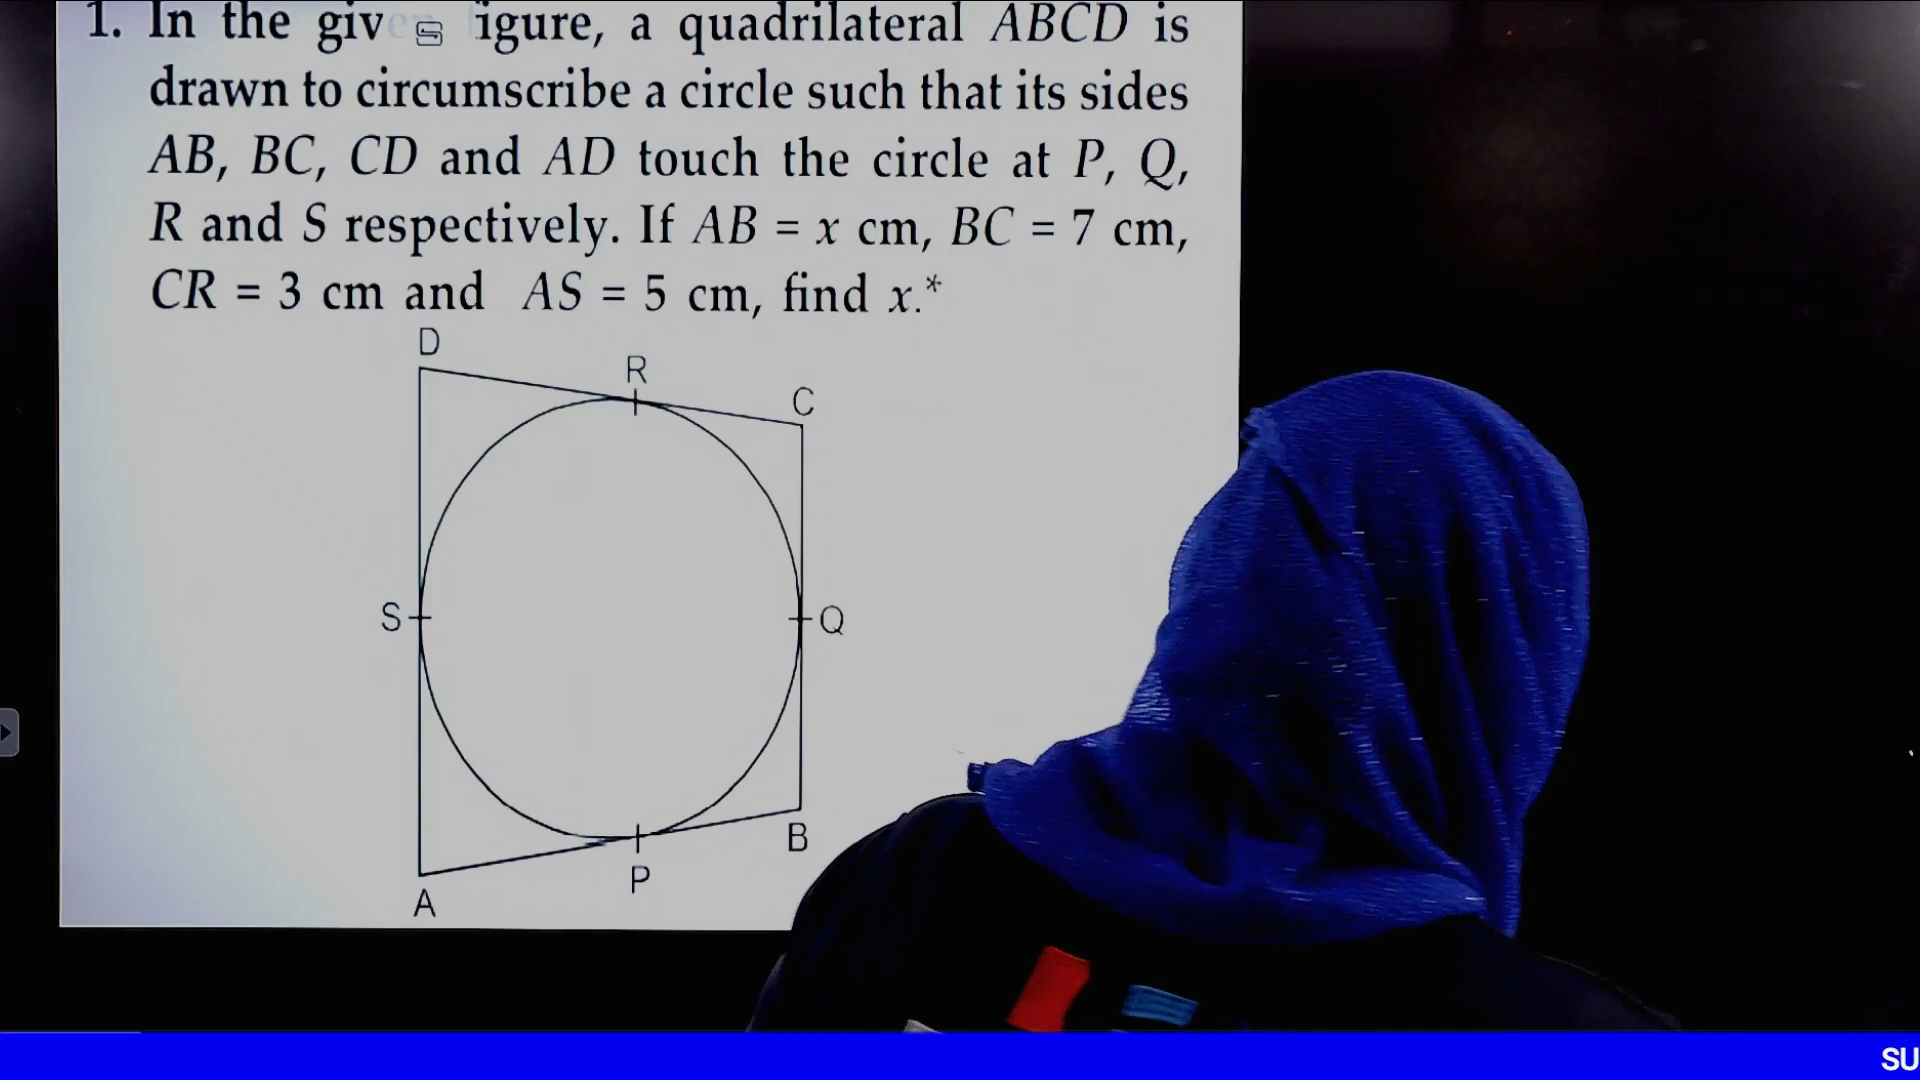 1. In the giv igure, a quadrilateral ABCD is
drawn to circumscribe a circle such that its sides
AB, BC, CD and AD touch the circle at P, Q,
R and S respectively. If AB = x cm, BC = 7 cm,
CR = 3 cm and AS = 5 cm, find x.*
D
R
C
S
Q
B
P
A
SU